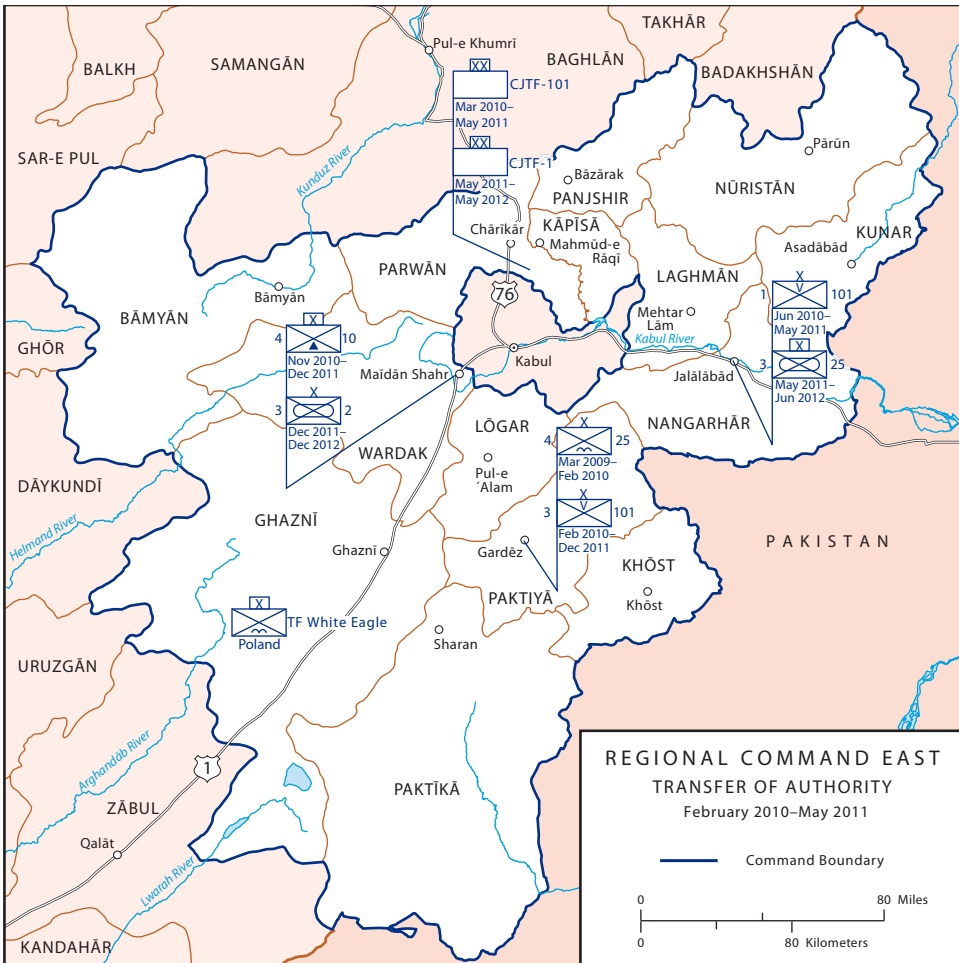 TAKHĀR
Pul-e Khumrī
BAGHLĀN
SAMANGĀN
BALKH
BADAKHSHĀN
XX
CJTF-101
Mar 2010–
May 2011
Pārūn
SAR-E PUL
Kunduz River
XX
CJTF-1
May 2011–
May 2012
Bāzārak
PANJSHIR
NŪRISTĀN
KĀPĪSĀ
Chārīkār
Mahmūd-e
Rāqī
KUNAR
Asadābād
PARWĀN
LAGHMĀN
76
Bāmyān
BĀMYĀN
X
1 V 101
Jun 2010–
May 2011
Mehtar
Lām
Kabul River
GHŌR
X
4 10
Nov 2010–
Dec 2011
Kabul
X
3 25
May 2011–
Jun 2012
Maīdān Shahr
Jalālābād
X
3 2
Dec 2011–
Dec 2012
NANGARHĀR
LŌGAR
WARDAK
X
4 25
Mar 2009–
Feb 2010
Pul-e
ʻAlam
DĀYKUNDĪ
Helmand River
GHAZNĪ
X
3 V 101
Feb 2010–
Dec 2011
Ghaznī
Gardēz
PAKISTAN
KHŌST
Khōst
PAKTIYĀ
X
TF White Eagle
Poland
Sharan
URUZGĀN
Arghandāb River
1
ZĀBUL
PAKTĪKĀ
Qalāt
Lwarah River
KANDAHĀR
REGIONAL COMMAND EAST
TRANSFER OF AUTHORITY
February 2010–May 2011
Command Boundary
0 80 Miles
0 80 Kilometers